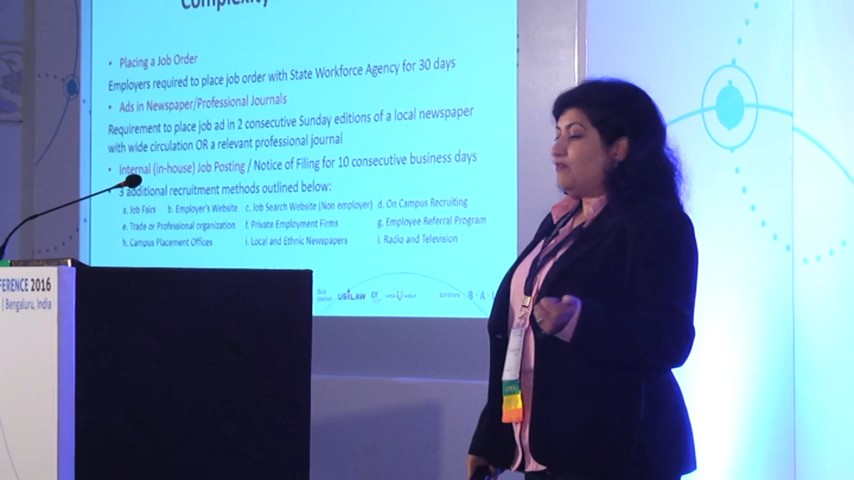 Complexity
• Placing a Job Order
Employers required to place job order with State Workforce Agency for 30 days
• Ads in Newspaper/Professional Journals
Requirement to place job ad in 2 consecutive Sunday editions of a local newspaper
with wide circulation OR a relevant professional journal
• Internal (in-house) Job Posting / Notice of Filing for 10 consecutive business days
• 3 additional recruitment methods outlined below:
a. Job Fairs b. Employer's Website c. Job Search Website (Non employer) d. On Campus Recruiting
e. Trade or Professional organization f. Private Employment Firms g. Employee Referral Program
h. Campus Placement Offices i. Local and Ethnic Newspapers i. Radio and Television
FERENCE 2016
| Bengaluru, India
LAW
EY
B·A·L